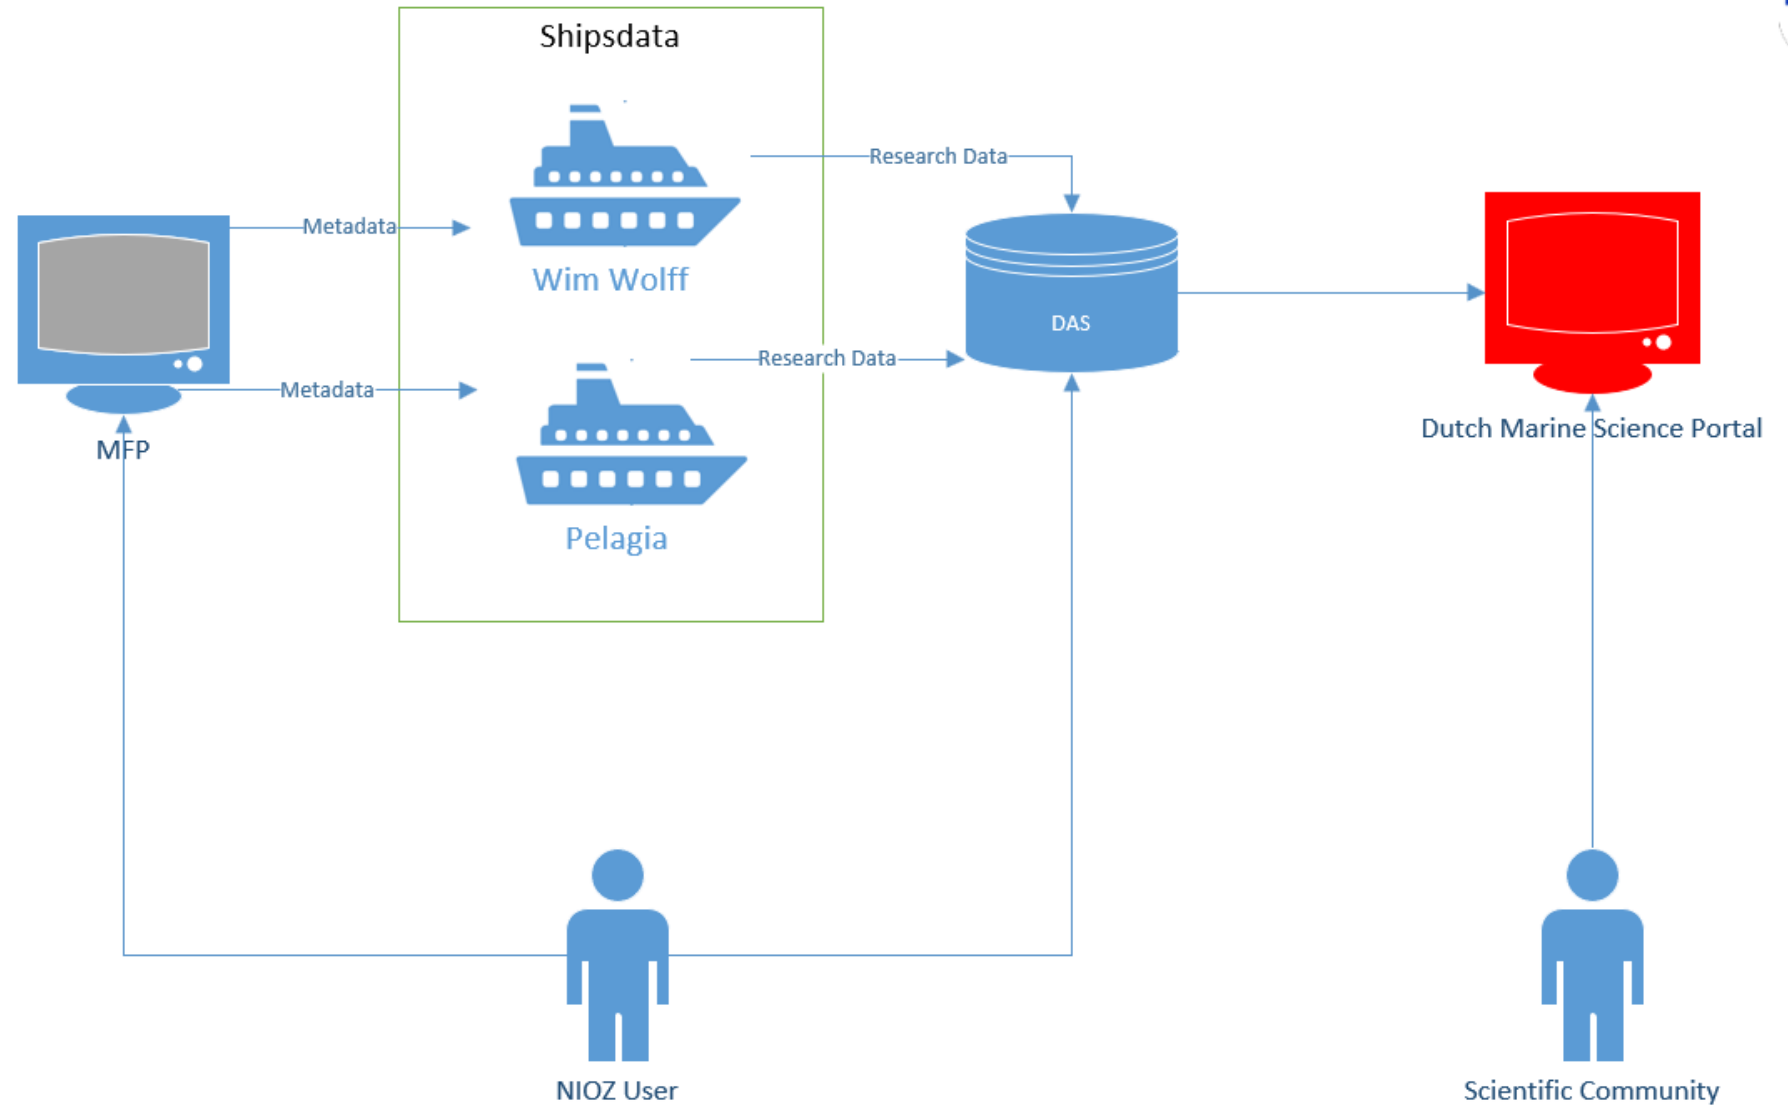 Shipsdata
Research Data
Metadata
Wim Wolff
DAS
Research Data
Metadata
Dutch Marine Science Portal
MFP
Pelagia
NIOZ User
Scientific Community